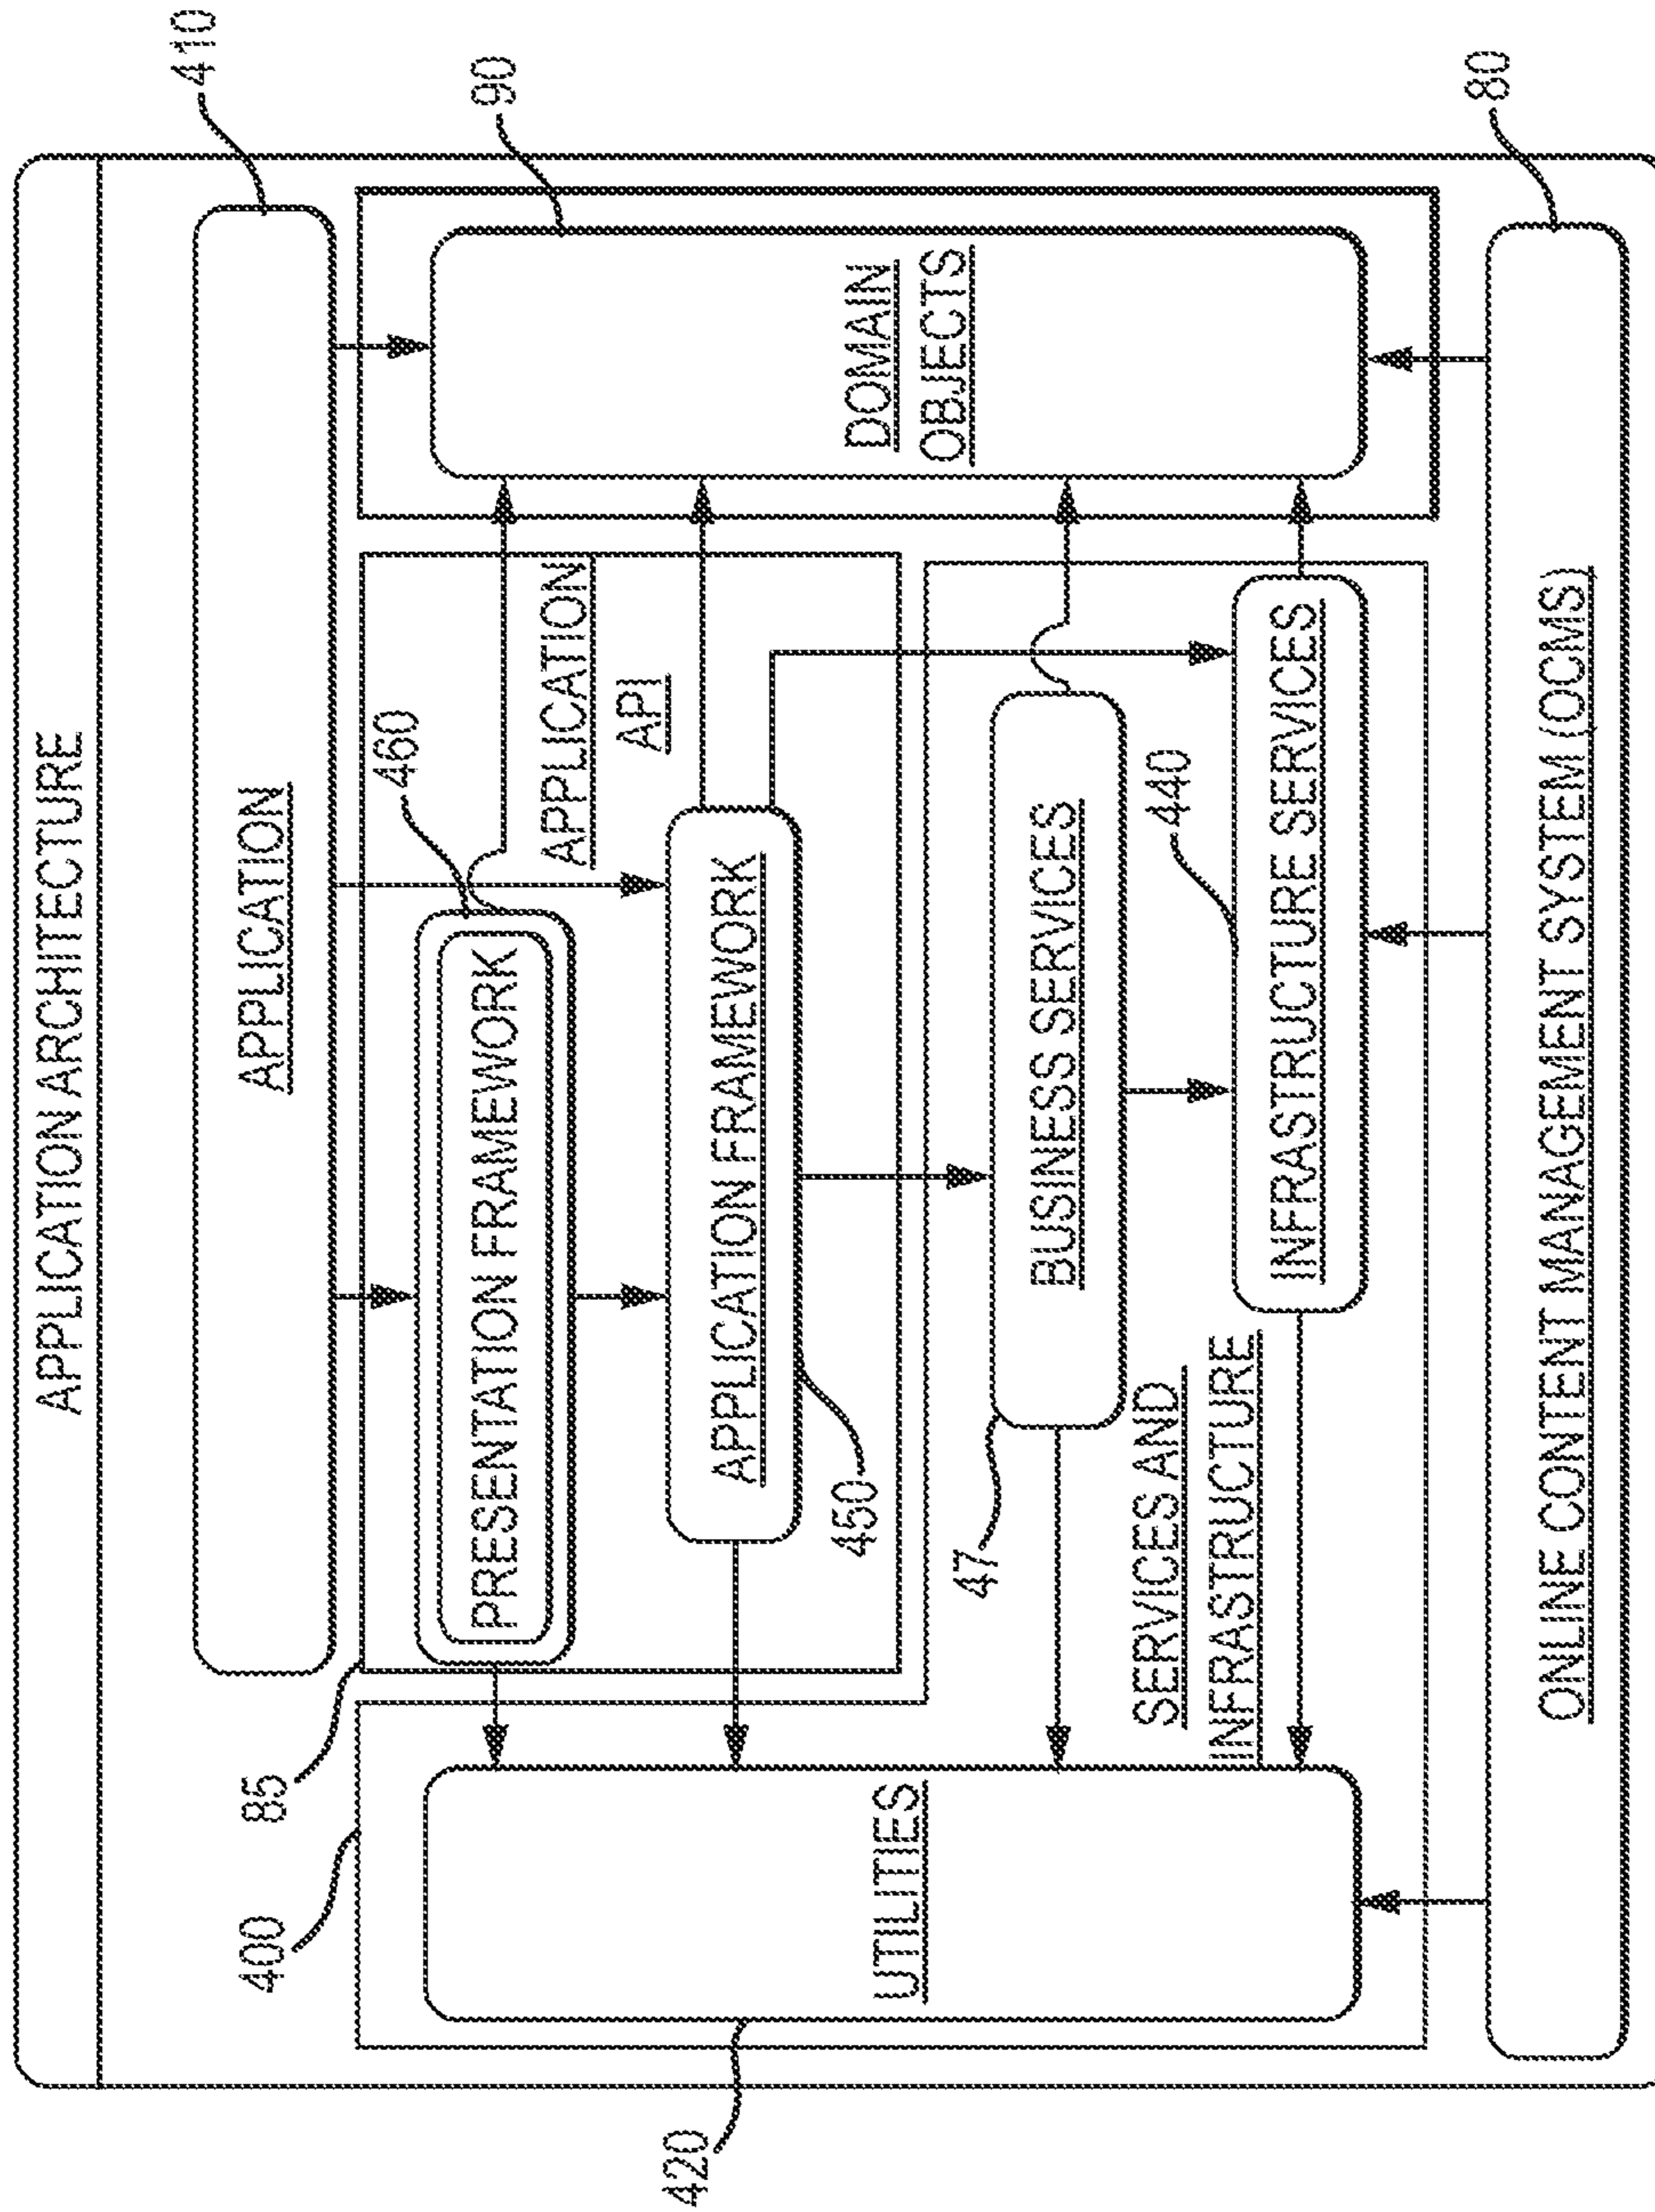 APPLICATION ARCHITECTURE
410
APPLICATION
90
85
400
460
PRESENTATION FRAMEWORK
APPLICATION
API
DOMAIN
OBJECTS
APPLICATION FRAMEWORK
450
UTILITIES
420
47
BUSINESS SERVICES
440
SERVICES AND
INFRASTRUCTURE
INFRASTRUCTURE SERVICES
80
ONLINE CONTENT MANAGEMENT SYSTEM (OCMS)